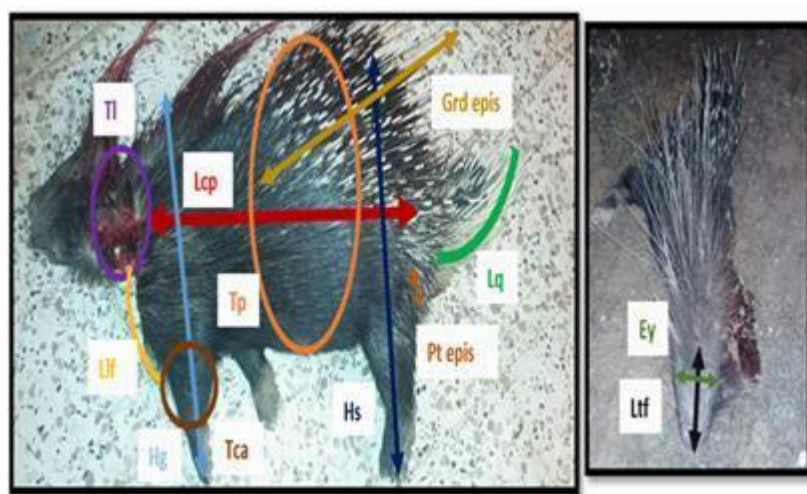 Tl
Grd epis
Lcp
Lq
Tp
Pt epis
Llf
Hs
Hg
Tca
Ey
Ltf